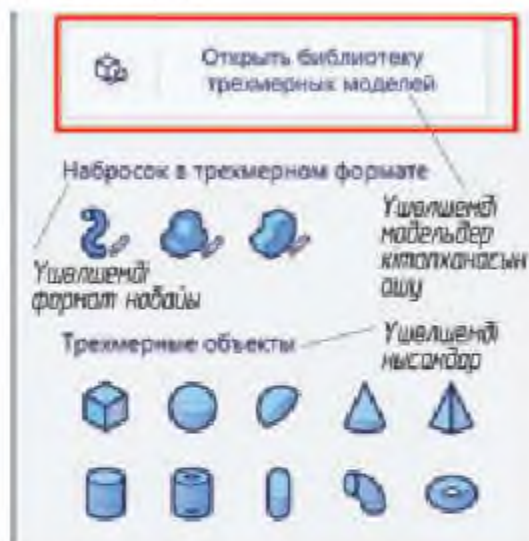 Открыть библиотеку
трехмерных моделей
Набросок в трехмерном формате
Үшөлшемді
модельдер
кітапханасын
ашу
Үшөлшемді
формат нобайы
Трехмерные объекты
Үшөлшемді
нысандар